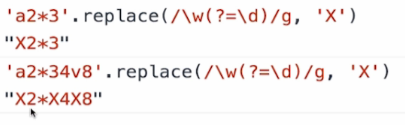 'a2*3'.replace(/\w(?=\d)/g, 'X')
"X2*3"
'a2*34v8'.replace(/\w(?=\d)/g, 'X')
"X2*X4X8"